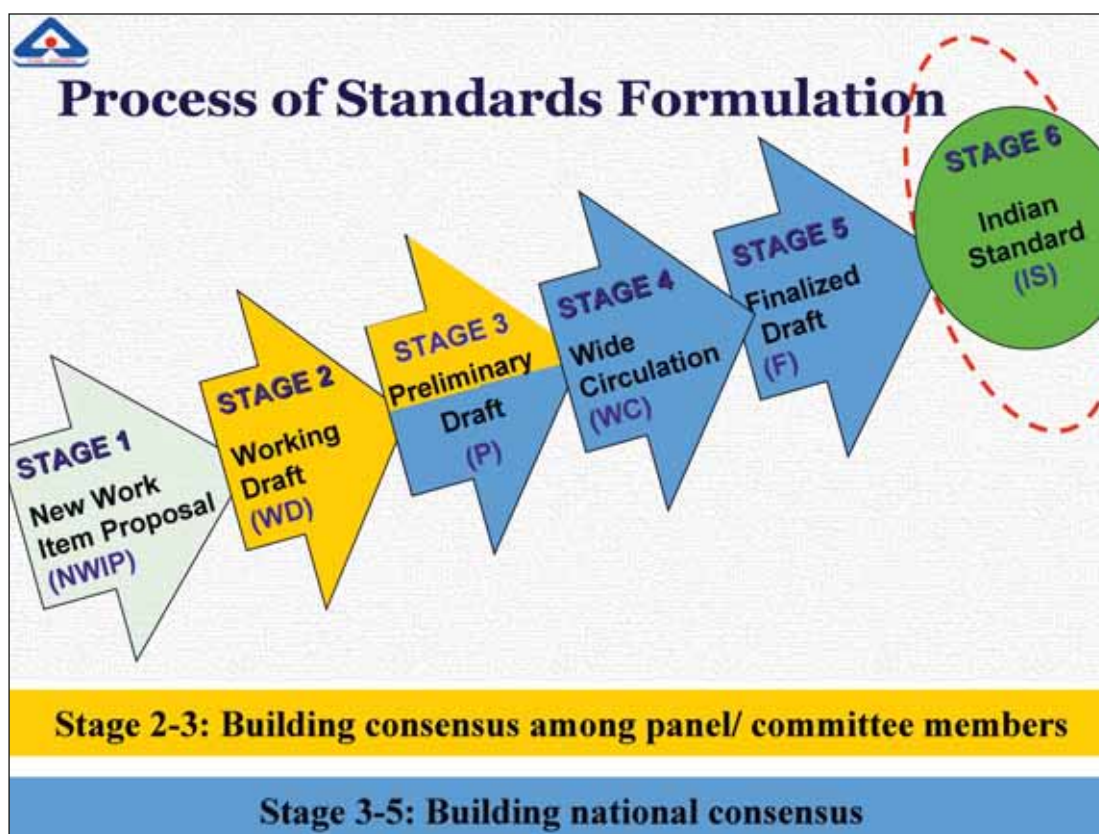 Process of Standards Formulation
STAGE 1
New Work
Item Proposal
(NWIP)
STAGE 2
Working
Draft
(WD)
STAGE 3
Preliminary
Draft
(P)
STAGE 4
Wide
Circulation
(WC)
STAGE 5
Finalized
Draft
(F)
STAGE 6
Indian
Standard
(IS)
Stage 2-3: Building consensus among panel/ committee members
Stage 3-5: Building national consensus